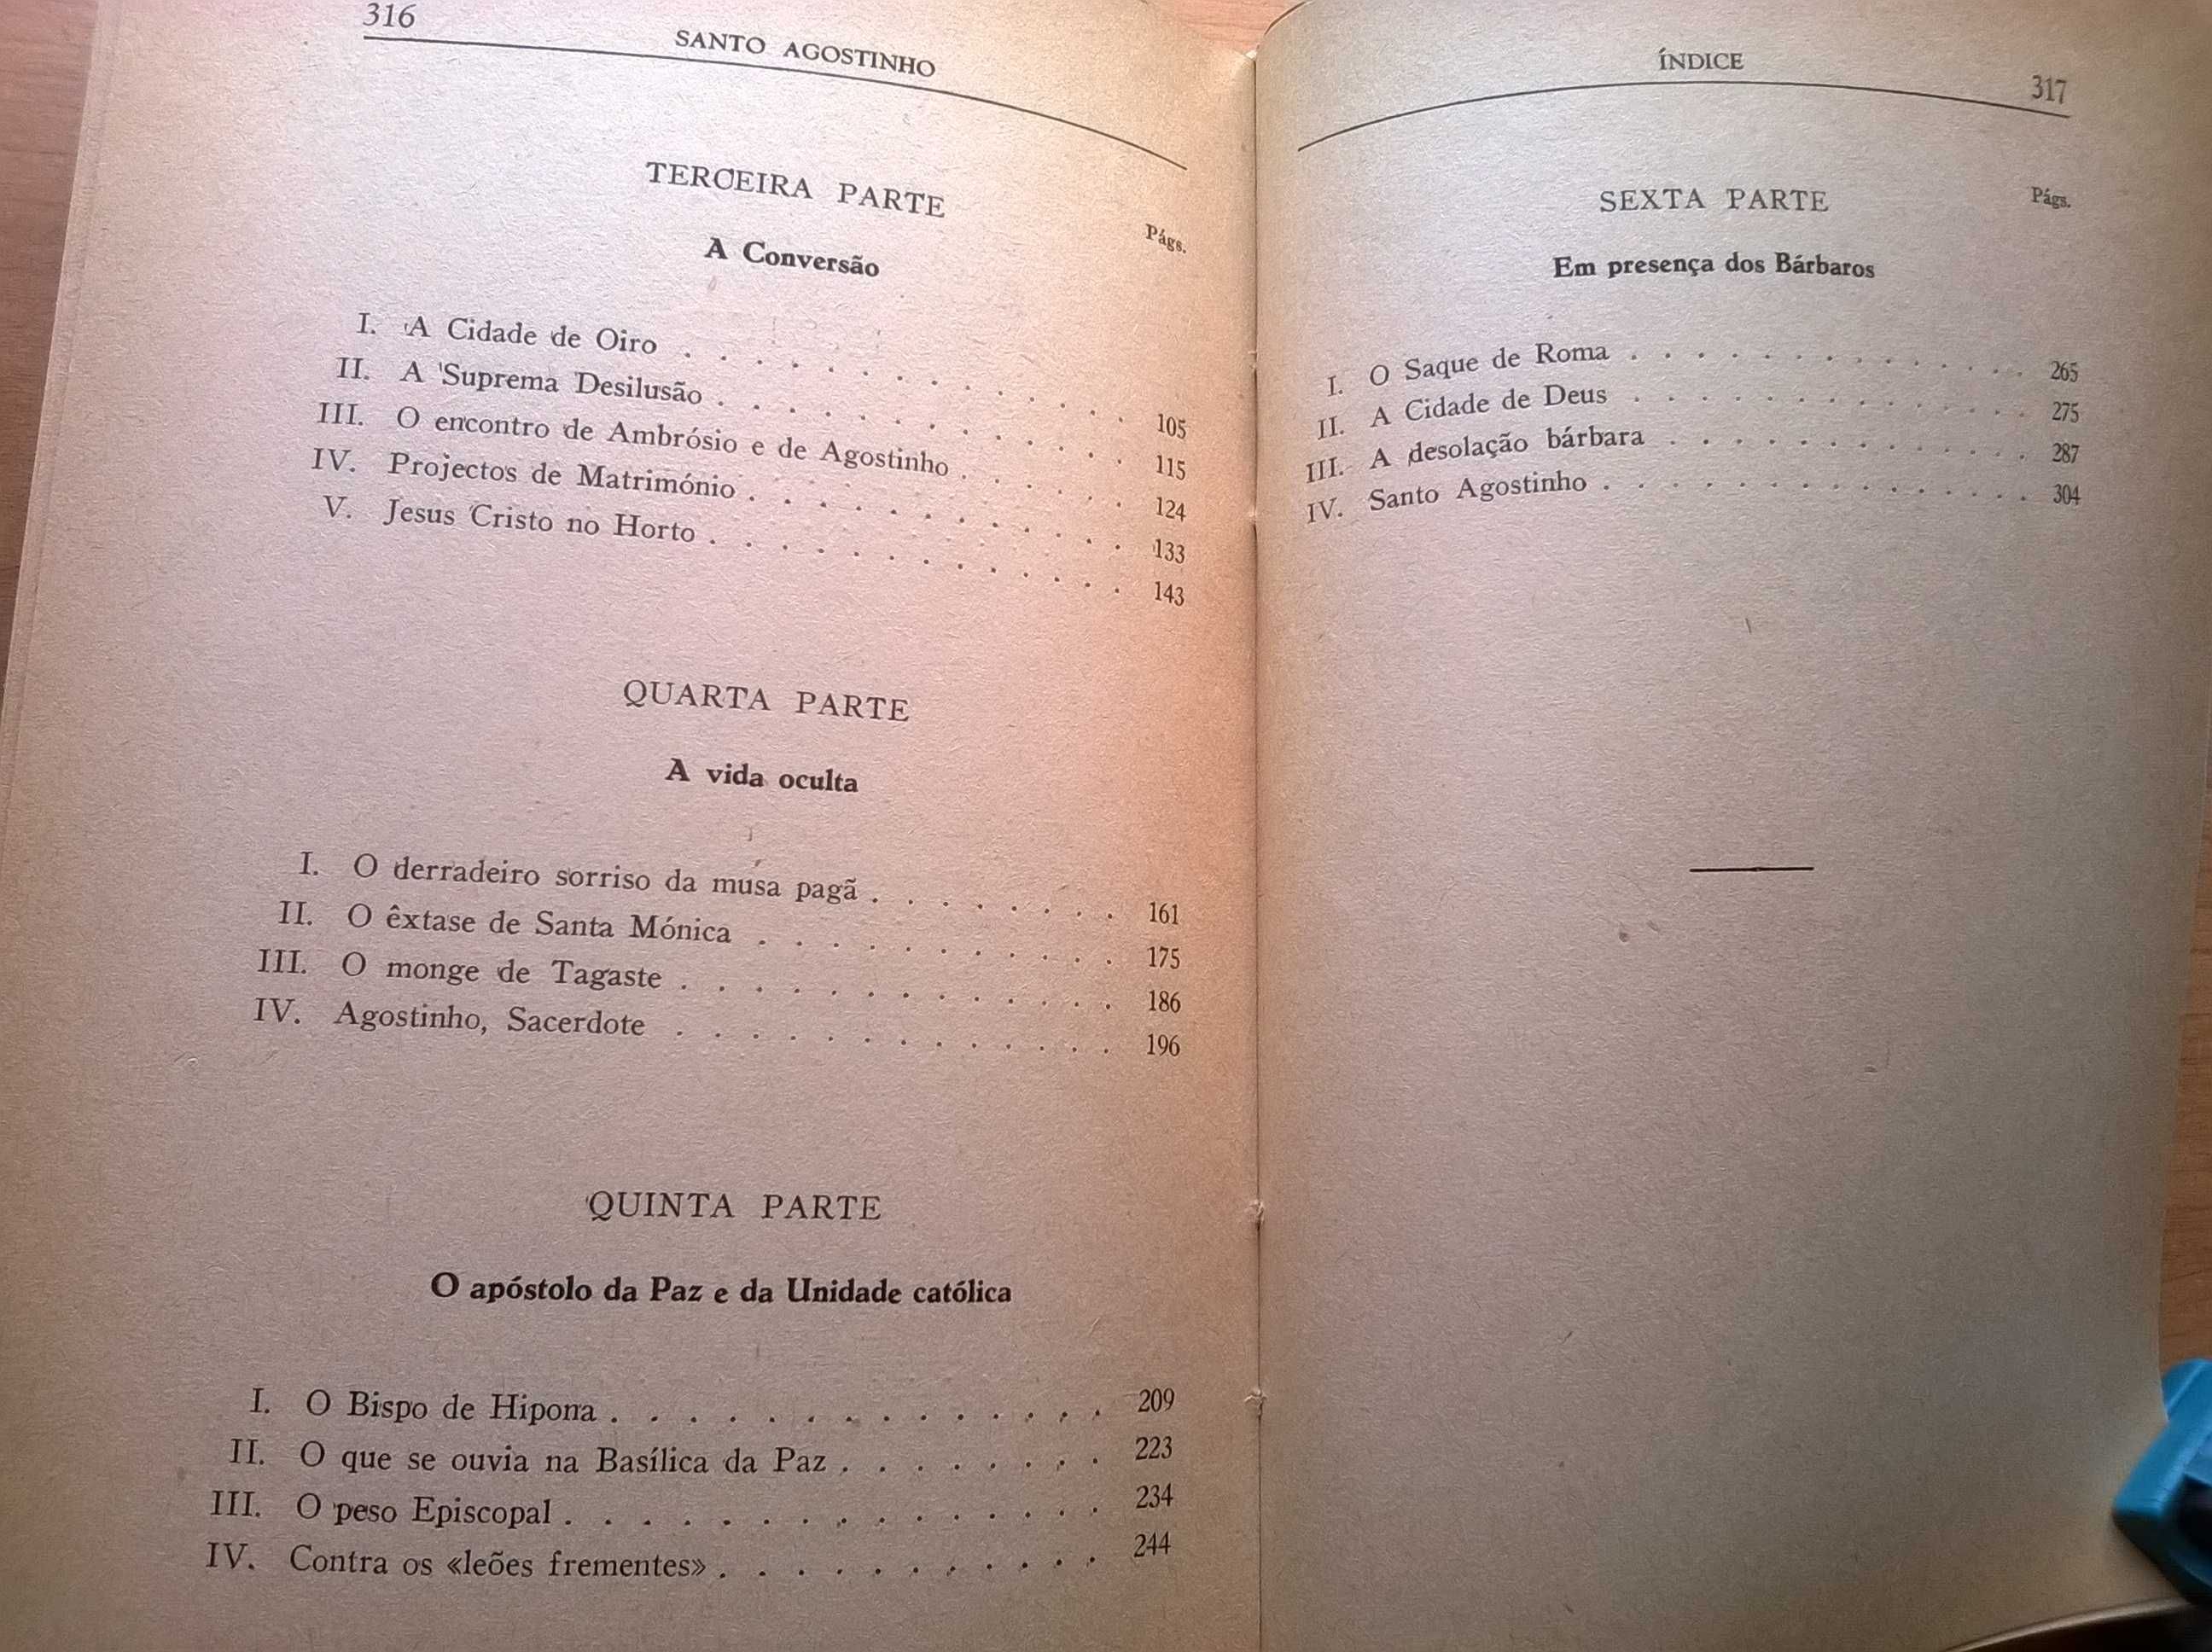 316
SANTO AGOSTINHO
TERCEIRA PARTE
Págs.
A Conversão
I. A Cidade de Oiro . . . . . . . . . . . . . 105
II. A Suprema Desilusão . . . . . . . . . . . . 115
III. O encontro de Ambrósio e de Agostinho . . . . . . 124
IV. Projectos de Matrimónio . . . . . . . . . . . 133
V. Jesus Cristo no Horto . . . . . . . . . . . . 143
QUARTA PARTE
A vida oculta
I. O derradeiro sorriso da musa pagã . . . . . . . . 161
II. O êxtase de Santa Mónica . . . . . . . . . . . 175
III. O monge de Tagaste . . . . . . . . . . . . . 186
IV. Agostinho, Sacerdote . . . . . . . . . . . . . 196
QUINTA PARTE
O apóstolo da Paz e da Unidade católica
I. O Bispo de Hipona . . . . . . . . . . . . . . 209
II. O que se ouvia na Basílica da Paz . . . . . . . . 223
III. O peso Episcopal . . . . . . . . . . . . . . . 234
IV. Contra os «leões frementes» . . . . . . . . . . . 244
ÍNDICE
317
SEXTA PARTE
Págs.
Em presença dos Bárbaros
I. O Saque de Roma . . . . . . . . . . . . . 265
II. A Cidade de Deus . . . . . . . . . . . . . 275
III. A desolação bárbara . . . . . . . . . . . . 287
IV. Santo Agostinho . . . . . . . . . . . . . . 304